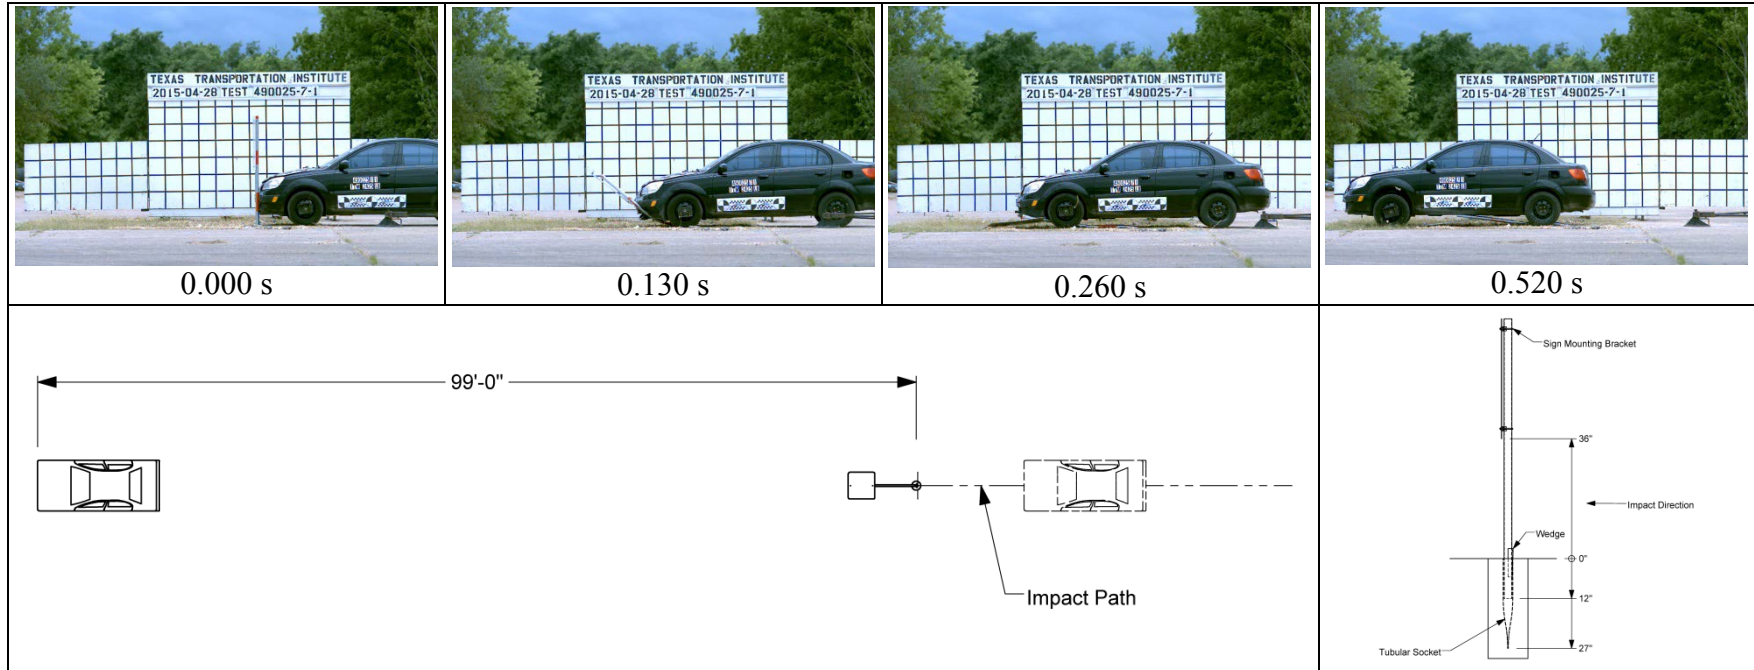 TEXAS TRANSPORTATION INSTITUTE
2015-04-28 TEST 490025-7-1
0.000 s
TEXAS TRANSPORTATION INSTITUTE
2015-04-28 TEST 490025-7-1
0.130 s
TEXAS TRANSPORTATION INSTITUTE
2015-04-28 TEST 490025-7-1
0.260 s
TEXAS TRANSPORTATION INSTITUTE
2015-04-28 TEST 490025-7-1
0.520 s
99'-0"
Impact Path
Sign Mounting Bracket
36"
Impact Direction
Wedge
0"
12"
Tubular Socket
27"